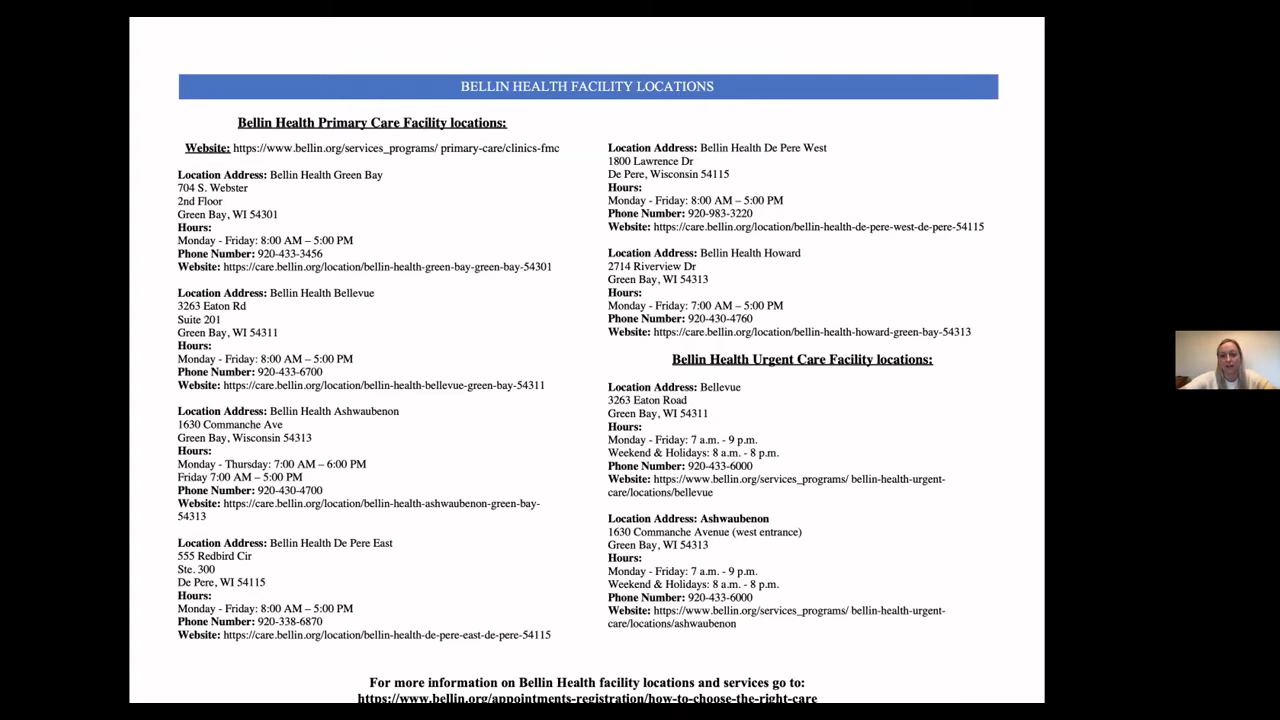 BELLIN HEALTH FACILITY LOCATIONS
Bellin Health Primary Care Facility locations:
Website: https://www.bellin.org/services_programs/ primary-care/clinics-fmc
Location Address: Bellin Health Green Bay
704 S. Webster
2nd Floor
Green Bay, WI 54301
Hours:
Monday - Friday: 8:00 AM – 5:00 PM
Phone Number: 920-433-3456
Website: https://care.bellin.org/location/bellin-health-green-bay-green-bay-54301
Location Address: Bellin Health Bellevue
3263 Eaton Rd
Suite 201
Green Bay, WI 54311
Hours:
Monday - Friday: 8:00 AM – 5:00 PM
Phone Number: 920-433-6700
Website: https://care.bellin.org/location/bellin-health-bellevue-green-bay-54311
Location Address: Bellin Health Ashwaubenon
1630 Commanche Ave
Green Bay, Wisconsin 54313
Hours:
Monday - Thursday: 7:00 AM – 6:00 PM
Friday 7:00 AM – 5:00 PM
Phone Number: 920-430-4700
Website: https://care.bellin.org/location/bellin-health-ashwaubenon-green-bay-
54313
Location Address: Bellin Health De Pere East
555 Redbird Cir
Ste. 300
De Pere, WI 54115
Hours:
Monday - Friday: 8:00 AM – 5:00 PM
Phone Number: 920-338-6870
Website: https://care.bellin.org/location/bellin-health-de-pere-east-de-pere-54115
Location Address: Bellin Health De Pere West
1800 Lawrence Dr
De Pere, Wisconsin 54115
Hours:
Monday - Friday: 8:00 AM – 5:00 PM
Phone Number: 920-983-3220
Website: https://care.bellin.org/location/bellin-health-de-pere-west-de-pere-54115
Location Address: Bellin Health Howard
2714 Riverview Dr
Green Bay, WI 54313
Hours:
Monday - Friday: 7:00 AM – 5:00 PM
Phone Number: 920-430-4760
Website: https://care.bellin.org/location/bellin-health-howard-green-bay-54313
Bellin Health Urgent Care Facility locations:
Location Address: Bellevue
3263 Eaton Road
Green Bay, WI 54311
Hours:
Monday - Friday: 7 a.m. - 9 p.m.
Weekend & Holidays: 8 a.m. - 8 p.m.
Phone Number: 920-433-6000
Website: https://www.bellin.org/services_programs/ bellin-health-urgent-
care/locations/bellevue
Location Address: Ashwaubenon
1630 Commanche Avenue (west entrance)
Green Bay, WI 54313
Hours:
Monday - Friday: 7 a.m. - 9 p.m.
Weekend & Holidays: 8 a.m. - 8 p.m.
Phone Number: 920-433-6000
Website: https://www.bellin.org/services_programs/ bellin-health-urgent-
care/locations/ashwaubenon
For more information on Bellin Health facility locations and services go to:
https://www.bellin.org/appointments-registration/how-to-choose-the-right-care